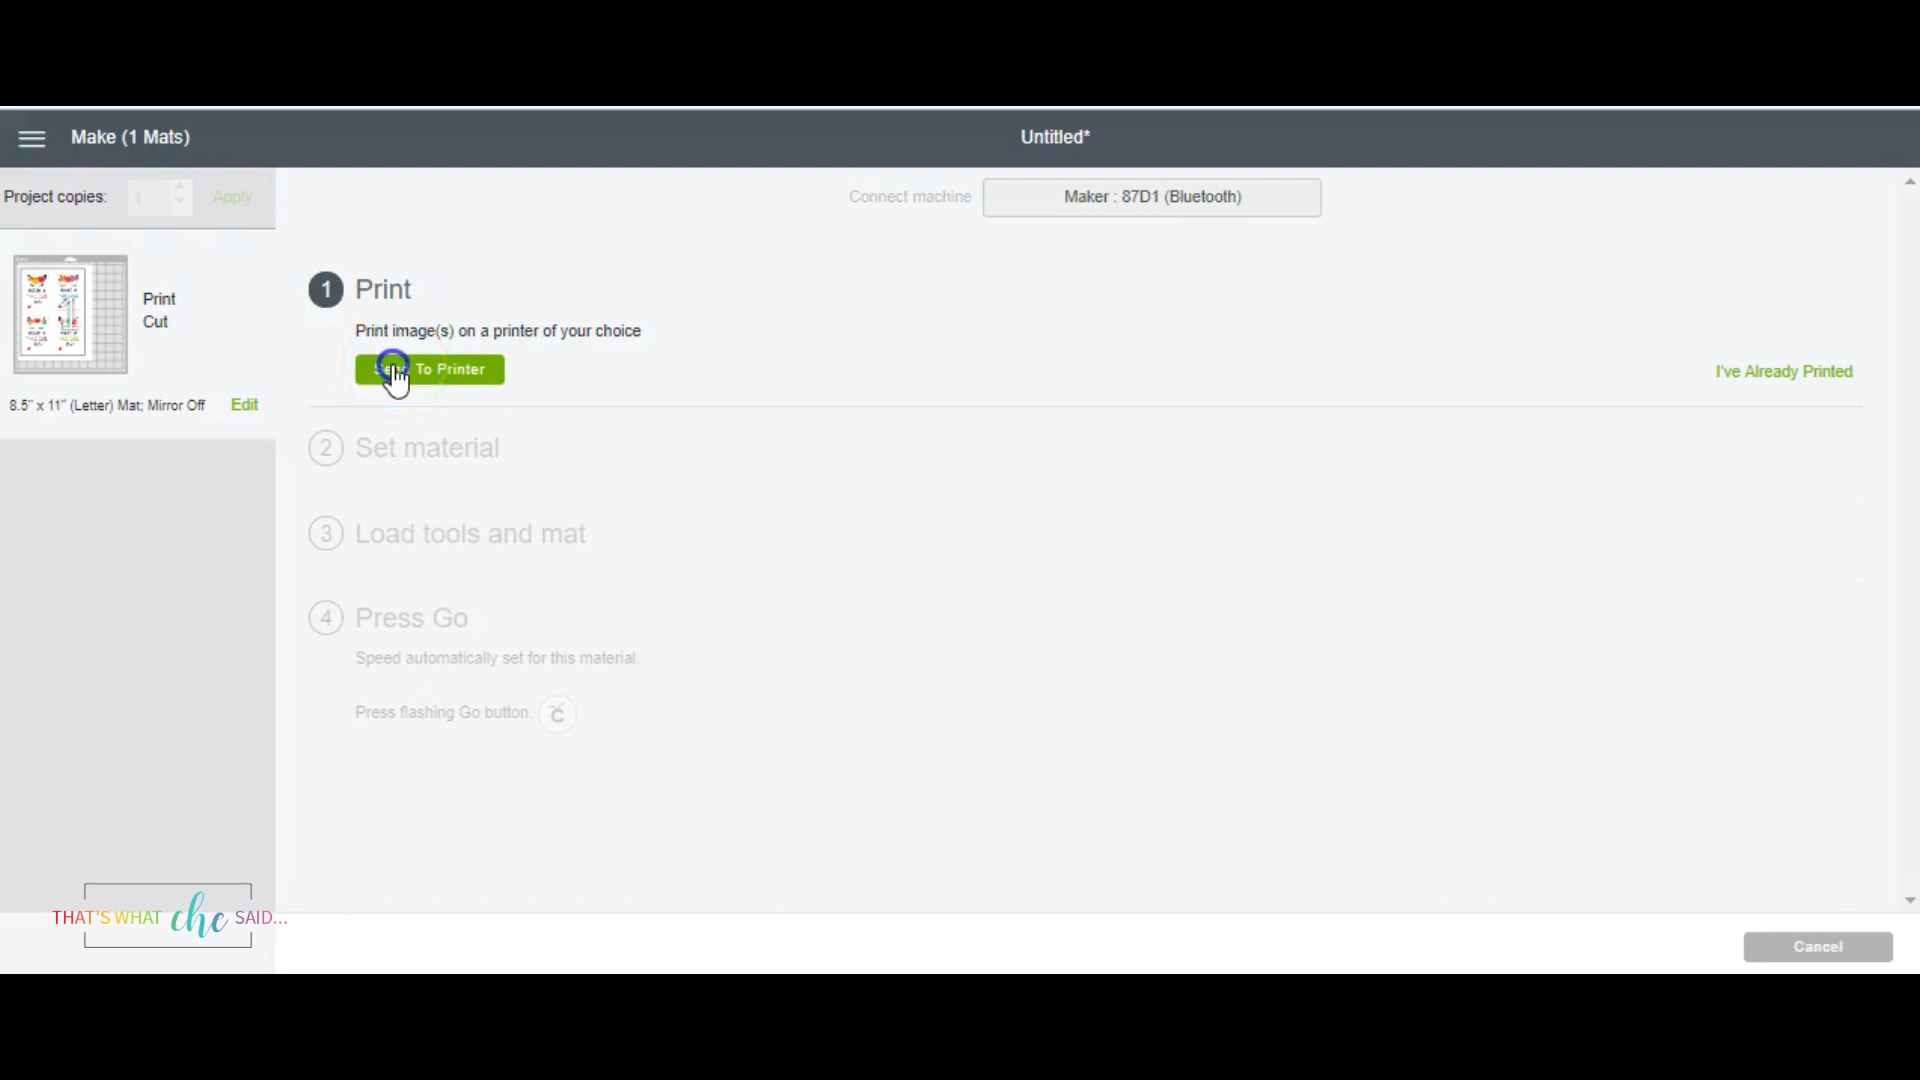 Make (1 Mats)
Untitled*
Project copies:
1
Apply
Connect machine
Maker : 87D1 (Bluetooth)
Print
Cut
8.5" x 11" (Letter) Mat; Mirror Off
Edit
1 Print
Print image(s) on a printer of your choice
Send To Printer
I've Already Printed
2 Set material
3 Load tools and mat
4 Press Go
Speed automatically set for this material.
Press flashing Go button.
THAT'S WHAT che SAID...
Cancel